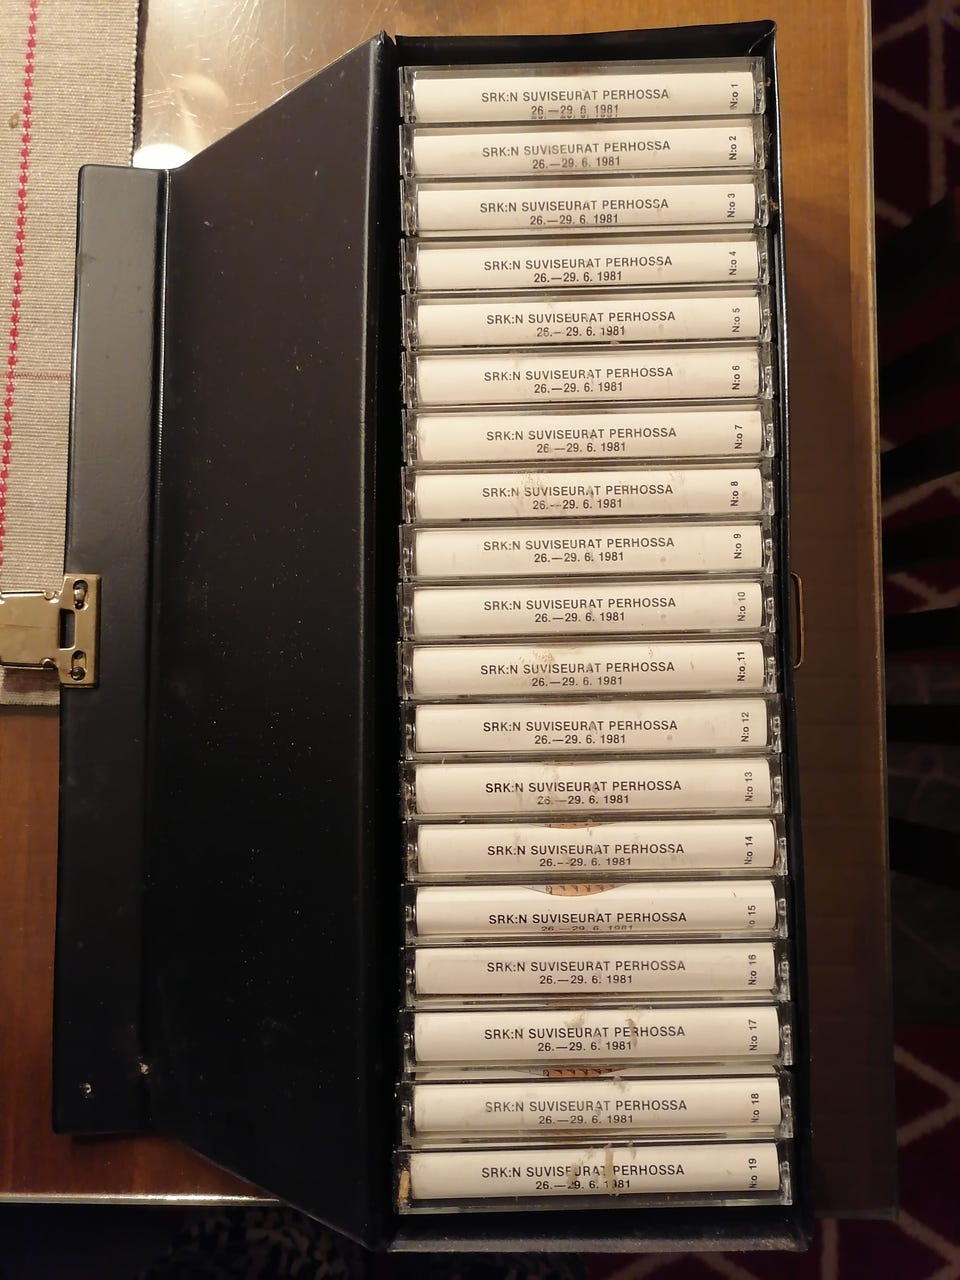 SRK:N SUVISEURAT PERHOSSA
26.—29. 6. 1981
N:o 1
SRK:N SUVISEURAT PERHOSSA
26.—29. 6. 1981
N:o 2
SRK:N SUVISEURAT PERHOSSA
26.—29. 6. 1981
N:o 3
SRK:N SUVISEURAT PERHOSSA
26.—29. 6. 1981
N:o 4
SRK:N SUVISEURAT PERHOSSA
26.—29. 6. 1981
N:o 5
SRK:N SUVISEURAT PERHOSSA
26.—29. 6. 1981
N:o 6
SRK:N SUVISEURAT PERHOSSA
26.—29. 6. 1981
N:o 7
SRK:N SUVISEURAT PERHOSSA
26.—29. 6. 1981
N:o 8
SRK:N SUVISEURAT PERHOSSA
26.—29. 6. 1981
N:o 9
SRK:N SUVISEURAT PERHOSSA
26.—29. 6. 1981
N:o 10
SRK:N SUVISEURAT PERHOSSA
26.—29. 6. 1981
N:o 11
SRK:N SUVISEURAT PERHOSSA
26.—29. 6. 1981
N:o 12
SRK:N SUVISEURAT PERHOSSA
26.—29. 6. 1981
N:o 13
SRK:N SUVISEURAT PERHOSSA
26.—29. 6. 1981
N:o 14
SRK:N SUVISEURAT PERHOSSA
26.—29. 6. 1981
N:o 15
SRK:N SUVISEURAT PERHOSSA
26.—29. 6. 1981
N:o 16
SRK:N SUVISEURAT PERHOSSA
26.—29. 6. 1981
N:o 17
SRK:N SUVISEURAT PERHOSSA
26.—29. 6. 1981
N:o 18
SRK:N SUVISEURAT PERHOSSA
26.—29. 6. 1981
N:o 19